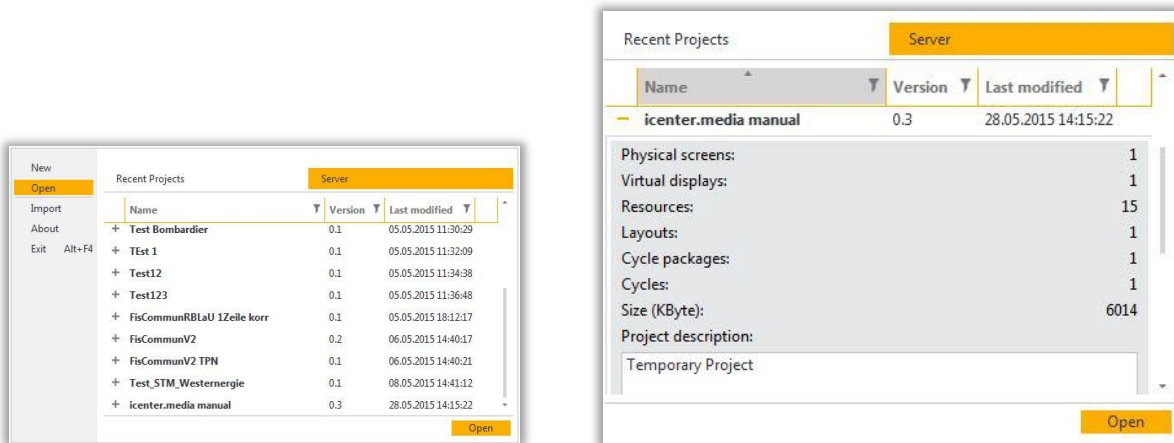 New
Open
Import
About
Exit Alt+F4
Recent Projects Server
Name Version Last modified
Test Bombardier 0.1 05.05.2015 11:30:29
TEst 1 0.1 05.05.2015 11:32:09
Test12 0.1 05.05.2015 11:34:38
Test123 0.1 05.05.2015 11:36:48
FisCommunRBLaU 1Zeile korr 0.1 05.05.2015 18:12:17
FisCommunV2 0.2 06.05.2015 14:40:17
FisCommunV2 TPN 0.1 06.05.2015 14:40:21
Test_STM_Westernergie 0.1 08.05.2015 14:41:12
icenter.media manual 0.3 28.05.2015 14:15:22
Open
Recent Projects Server
Name Version Last modified
icenter.media manual 0.3 28.05.2015 14:15:22
Physical screens: 1
Virtual displays: 1
Resources: 15
Layouts: 1
Cycle packages: 1
Cycles: 1
Size (KByte): 6014
Project description:
Temporary Project
Open